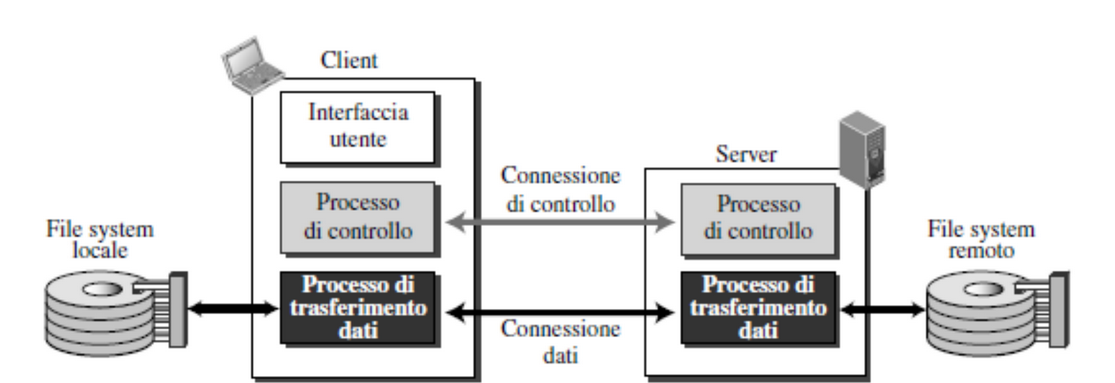 Client
Interfaccia
utente
Server
Connessione
di controllo
Processo
di controllo
Processo
di controllo
File system
locale
File system
remoto
Processo di
trasferimento
dati
Processo di
trasferimento
dati
Connessione
dati